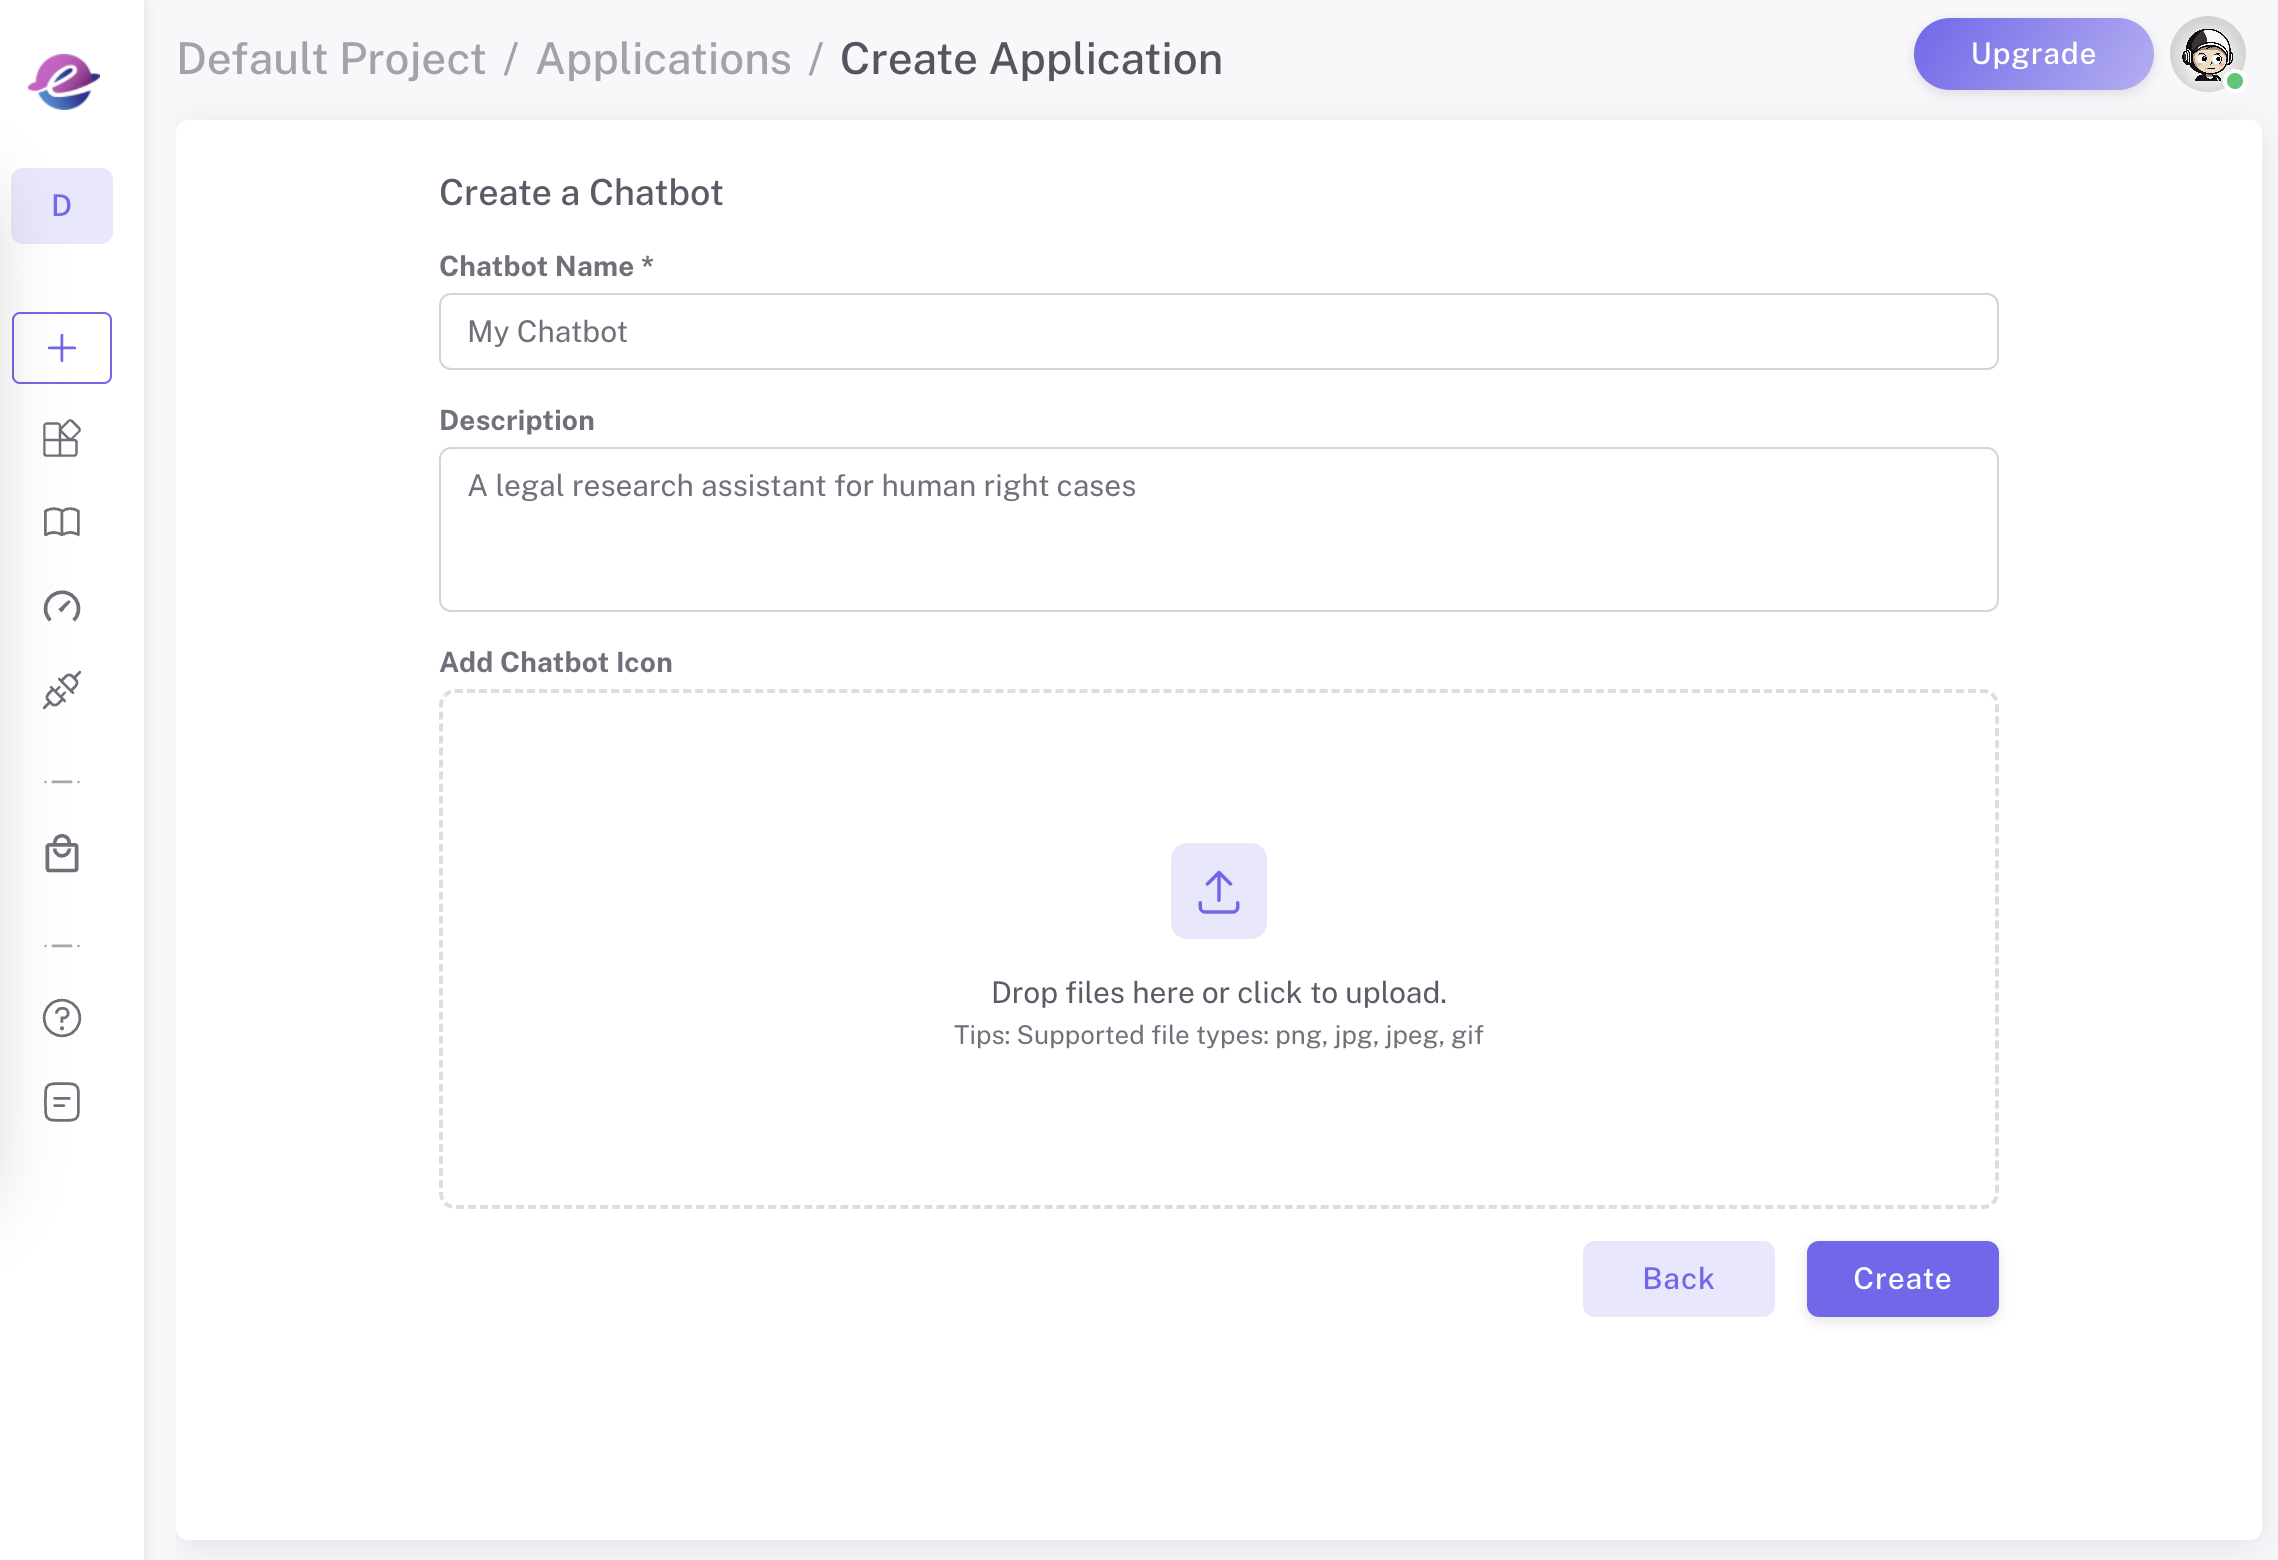 Default Project / Applications / Create Application
Upgrade
D
Create a Chatbot
Chatbot Name *
My Chatbot
Description
A legal research assistant for human right cases
Add Chatbot Icon
Drop files here or click to upload.
Tips: Supported file types: png, jpg, jpeg, gif
Back
Create